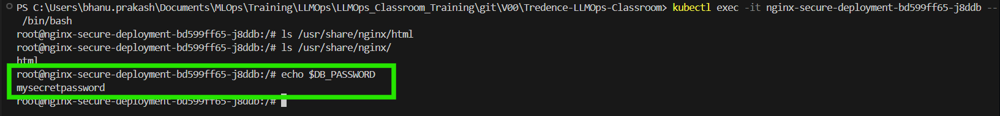 PS C:\Users\bhanu.prakash\Documents\MLOps\Training\LLMOps\LLMOps_Classroom_Training\git\V00\Tredence-LLMOps-Classroom> kubectl exec -it nginx-secure-deployment-bd599ff65-j8ddb --
/bin/bash
root@nginx-secure-deployment-bd599ff65-j8ddb:/# ls /usr/share/nginx/html
root@nginx-secure-deployment-bd599ff65-j8ddb:/# ls /usr/share/nginx/
html
root@nginx-secure-deployment-bd599ff65-j8ddb:/# echo $DB_PASSWORD
mysecretpassword
root@nginx-secure-deployment-bd599ff65-j8ddb:/#